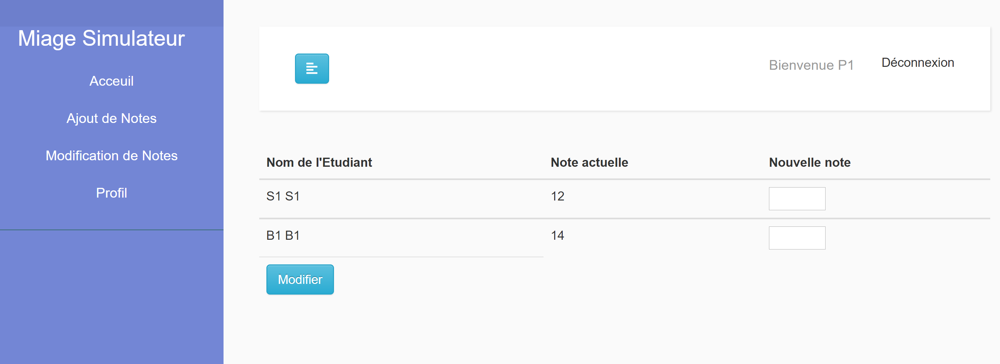 Miage Simulateur
Acceuil
Ajout de Notes
Modification de Notes
Profil
Bienvenue P1 Déconnexion
Nom de l'Etudiant Note actuelle Nouvelle note
S1 S1 12
B1 B1 14
Modifier